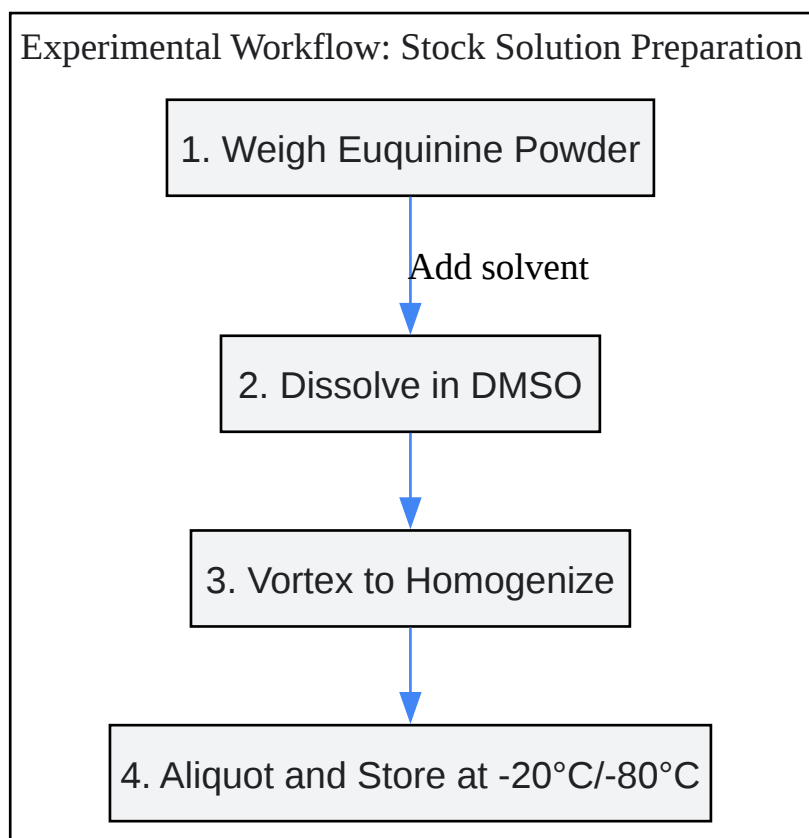 Experimental Workflow: Stock Solution Preparation
1. Weigh Euquinine Powder
Add solvent
2. Dissolve in DMSO
3. Vortex to Homogenize
4. Aliquot and Store at -20°C/-80°C